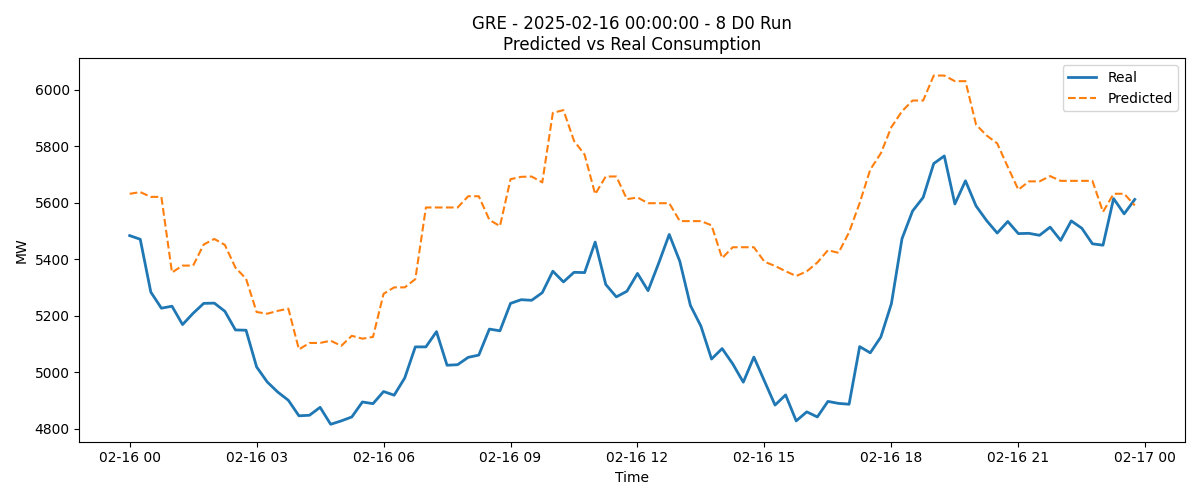 GRE - 2025-02-16 00:00:00 - 8 D0 Run
Predicted vs Real Consumption
Real
Predicted
MW
6000
5800
5600
5400
5200
5000
4800
02-16 00
02-16 03
02-16 06
02-16 09
02-16 12
02-16 15
02-16 18
02-16 21
02-17 00
Time